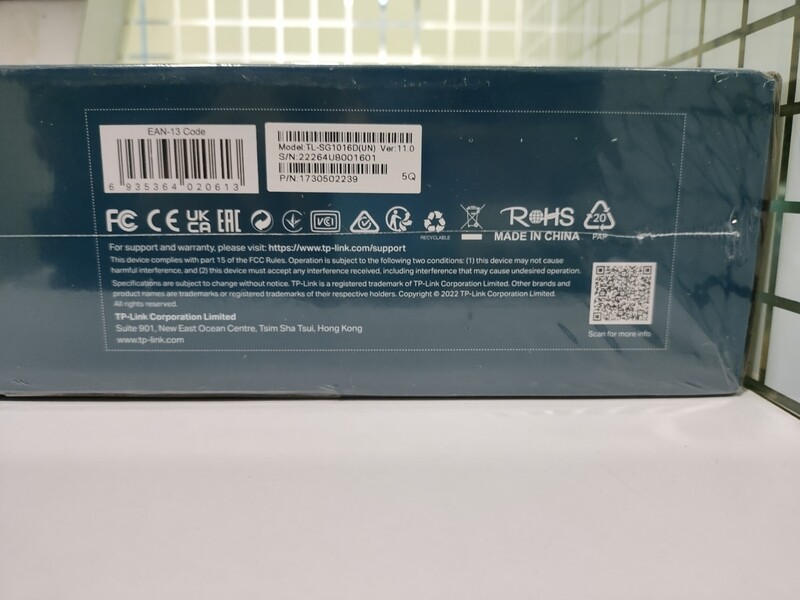 EAN-13 Code
6 935364 020613
Model:TL-SG1016D(UN) Ver:11.0
S/N:22264UB001601
P/N:1730502239 5Q
FC CE UK CA EAC VCCI RECYCLABLE RoHS 20 PAP
MADE IN CHINA
For support and warranty, please visit: https://www.tp-link.com/support
This device complies with part 15 of the FCC Rules. Operation is subject to the following two conditions: (1) this device may not cause
harmful interference, and (2) this device must accept any interference received, including interference that may cause undesired operation.
Specifications are subject to change without notice. TP-Link is a registered trademark of TP-Link Corporation Limited. Other brands and
product names are trademarks or registered trademarks of their respective holders. Copyright © 2022 TP-Link Corporation Limited.
All rights reserved.
TP-Link Corporation Limited
Suite 901, New East Ocean Centre, Tsim Sha Tsui, Hong Kong
www.tp-link.com
Scan for more info